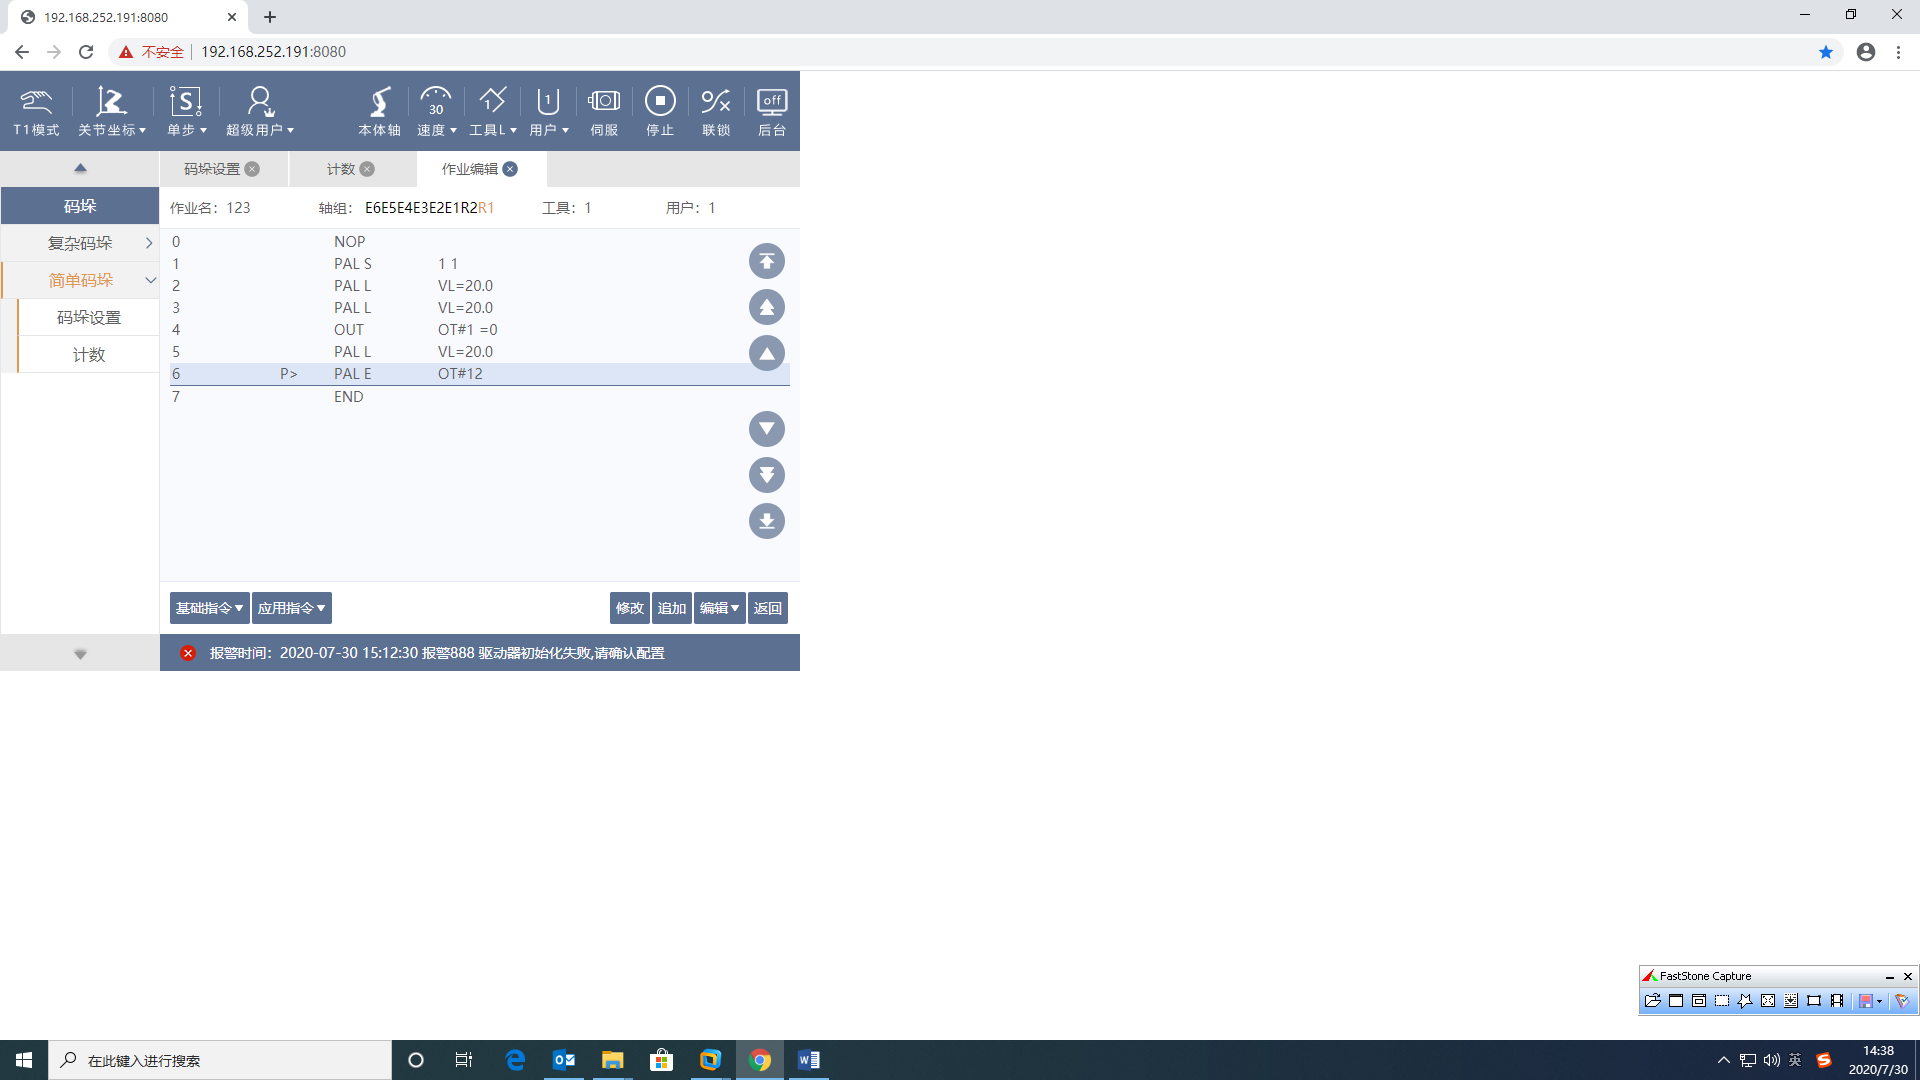 192.168.252.191:8080
不安全 192.168.252.191:8080
T1模式 关节坐标 S 单步 超级用户 本体轴 30 速度 1 工具L 1 用户 伺服 停止 联锁 off 后台
码垛设置 计数 作业编辑
码垛
复杂码垛
简单码垛
码垛设置
计数
作业名: 123 轴组: E6E5E4E3E2E1R2R1 工具: 1 用户: 1
0 NOP
1 PAL S 1 1
2 PAL L VL=20.0
3 PAL L VL=20.0
4 OUT OT#1 =0
5 PAL L VL=20.0
6 P> PAL E OT#12
7 END
基础指令 应用指令 修改 追加 编辑 返回
报警时间: 2020-07-30 15:12:30 报警888 驱动器初始化失败,请确认配置
FastStone Capture
在此键入进行搜索
英
14:38
2020/7/30